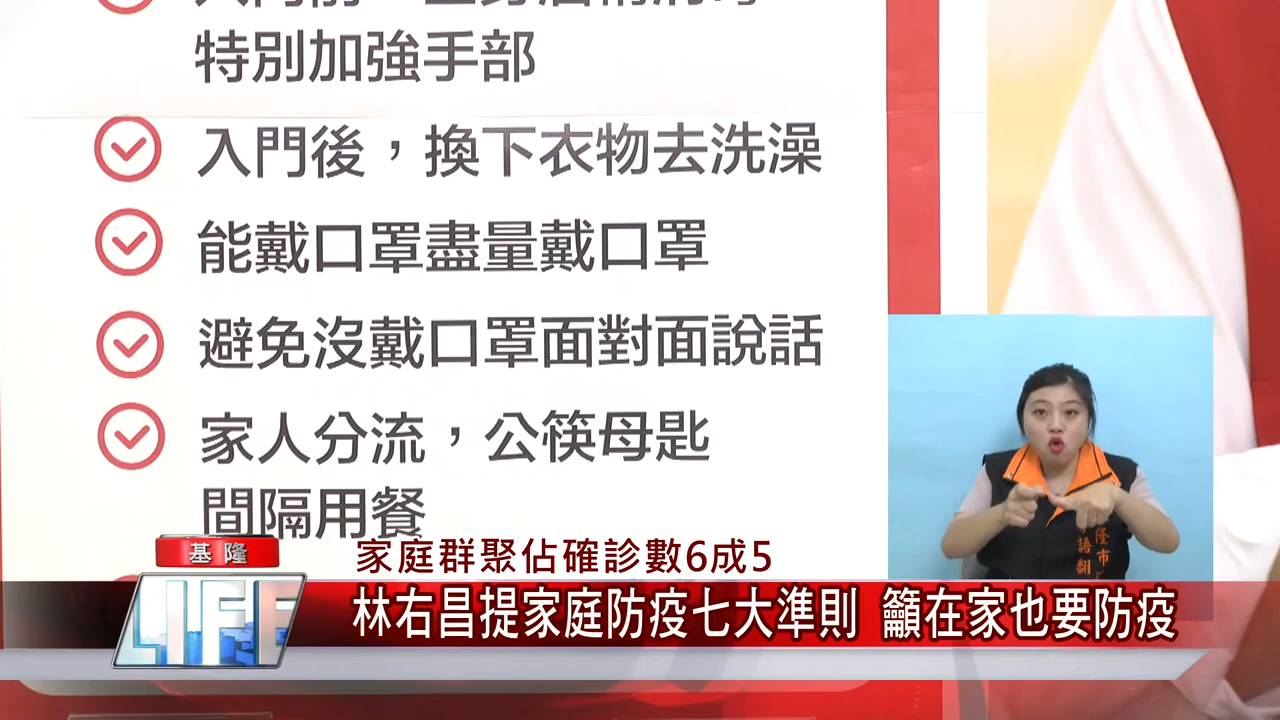 特別加強手部
入門後，換下衣物去洗澡
能戴口罩盡量戴口罩
避免沒戴口罩面對面說話
家人分流，公筷母匙
間隔用餐
隆市
語翻
基隆
LIFE
家庭群聚佔確診數6成5
林右昌提家庭防疫七大準則 籲在家也要防疫